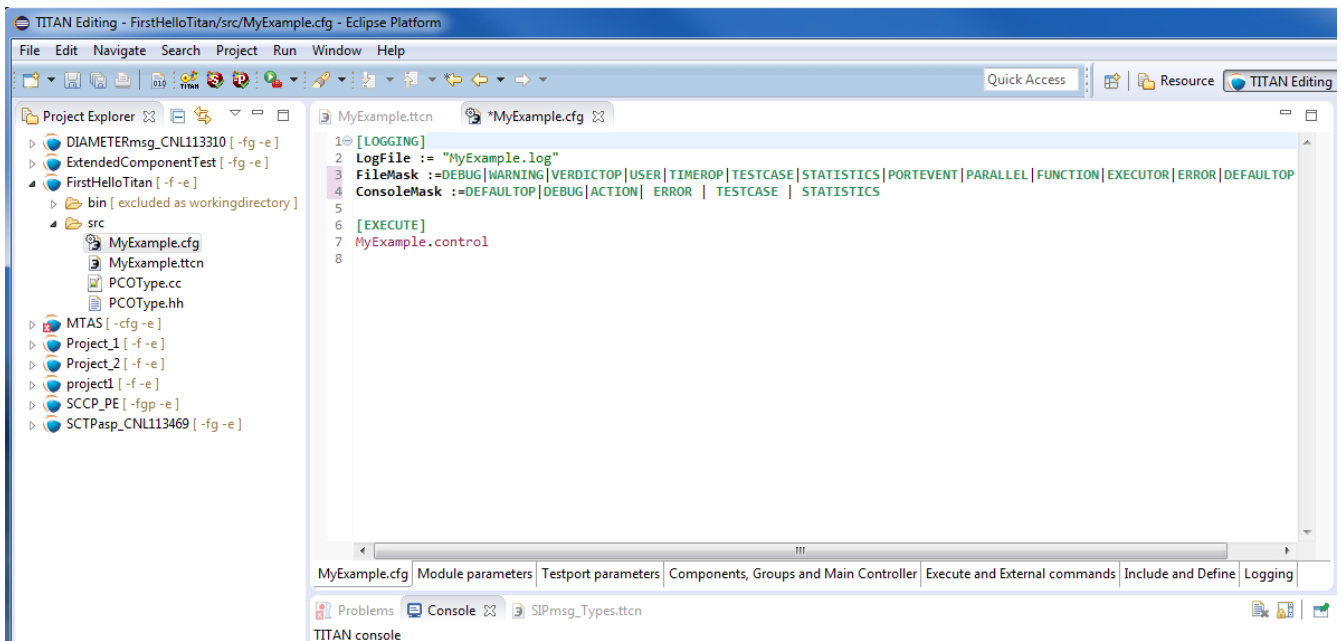 TITAN Editing - FirstHelloTitan/src/MyExample.cfg - Eclipse Platform
File Edit Navigate Search Project Run Window Help
Quick Access Resource TITAN Editing
Project Explorer
DIAMETERmsg_CNL113310 [ -fg -e ]
ExtendedComponentTest [ -fg -e ]
FirstHelloTitan [ -f -e ]
bin [ excluded as workingdirectory ]
src
MyExample.cfg
MyExample.ttcn
PCOType.cc
PCOType.hh
MTAS [ -cfg -e ]
Project_1 [ -f -e ]
Project_2 [ -f -e ]
project1 [ -f -e ]
SCCP_PE [ -fgp -e ]
SCTPasp_CNL113469 [ -fg -e ]
MyExample.ttcn *MyExample.cfg
1 [LOGGING]
2 LogFile := "MyExample.log"
3 FileMask :=DEBUG|WARNING|VERDICTOP|USER|TIMEROP|TESTCASE|STATISTICS|PORTEVENT|PARALLEL|FUNCTION|EXECUTOR|ERROR|DEFAULTOP
4 ConsoleMask :=DEFAULTOP|DEBUG|ACTION| ERROR | TESTCASE | STATISTICS
5
6 [EXECUTE]
7 MyExample.control
8
MyExample.cfg Module parameters Testport parameters Components, Groups and Main Controller Execute and External commands Include and Define Logging
Problems Console SIPmsg_Types.ttcn
TITAN console